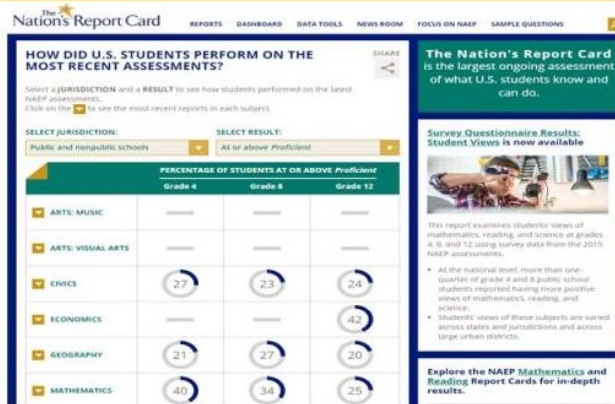 The
Nation's Report Card
REPORTS DASHBOARD DATA TOOLS NEWS ROOM FOCUS ON NAEP SAMPLE QUESTIONS
HOW DID U.S. STUDENTS PERFORM ON THE
MOST RECENT ASSESSMENTS?
SHARE
Select a JURISDICTION and a RESULT to see how students performed on the latest
NAEP assessments.
Click on the to see the most recent reports in each subject.
SELECT JURISDICTION: SELECT RESULT:
Public and nonpublic schools At or above Proficient
PERCENTAGE OF STUDENTS AT OR ABOVE Proficient
Grade 4 Grade 8 Grade 12
ARTS: MUSIC
ARTS: VISUAL ARTS
CIVICS 27 23 24
ECONOMICS 42
GEOGRAPHY 21 27 20
MATHEMATICS 40 34 25
The Nation's Report Card
is the largest ongoing assessment
of what U.S. students know and
can do.
Survey Questionnaire Results:
Student Views is now available
This report examines students' views of
mathematics, reading, and science at grades
4, 8, and 12 using survey data from the 2015
NAEP assessments.
At the national level, more than one-
quarter of grade 4 and 8 public school
students reported having more positive
views of mathematics, reading, and
science.
Students' views of these subjects are varied
across states and jurisdictions and across
large urban districts.
Explore the NAEP Mathematics and
Reading Report Cards for in-depth
results.